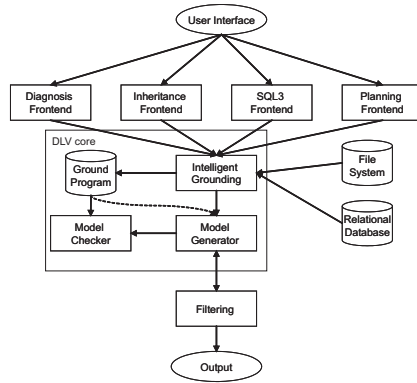 User Interface
Diagnosis
Frontend
Inheritance
Frontend
SQL3
Frontend
Planning
Frontend
DLV core
Ground
Program
Intelligent
Grounding
File
System
Model
Checker
Model
Generator
Relational
Database
Filtering
Output